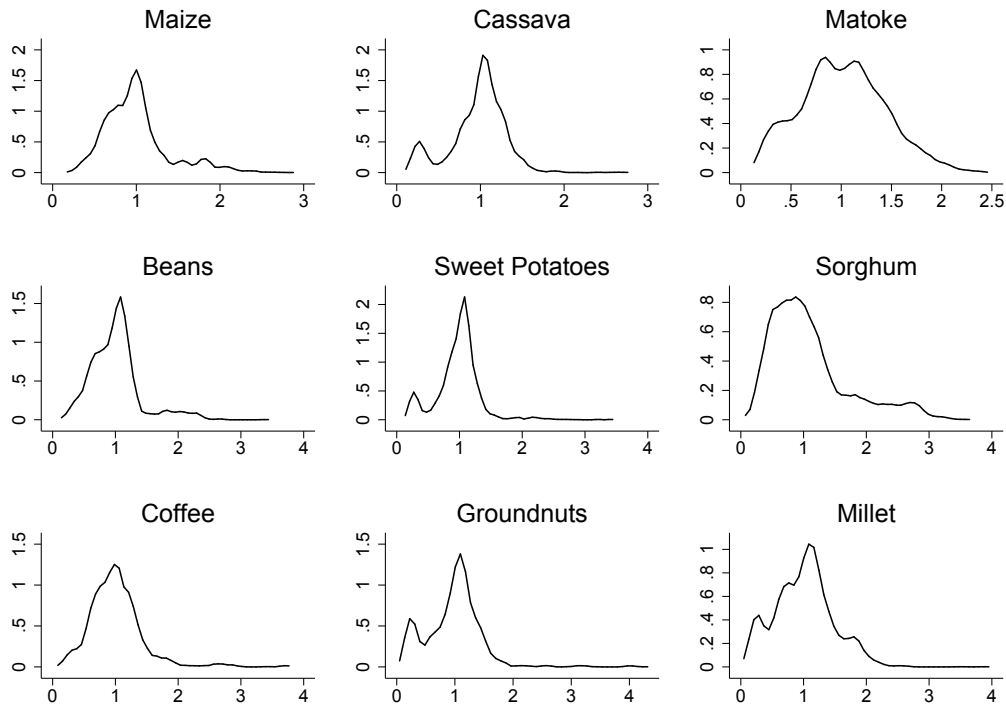 Maize
0 .5 1 1.5 2
0 1 2 3
Cassava
0 .5 1 1.5 2
0 1 2 3
Matoke
0 .2 .4 .6 .8 1
0 .5 1 1.5 2 2.5
Beans
0 .5 1 1.5
0 1 2 3 4
Sweet Potatoes
0 .5 1 1.5 2
0 1 2 3 4
Sorghum
0 .2 .4 .6 .8
0 1 2 3 4
Coffee
0 .5 1 1.5
0 1 2 3 4
Groundnuts
0 .5 1 1.5
0 1 2 3 4
Millet
0 .2 .4 .6 .8 1
0 1 2 3 4